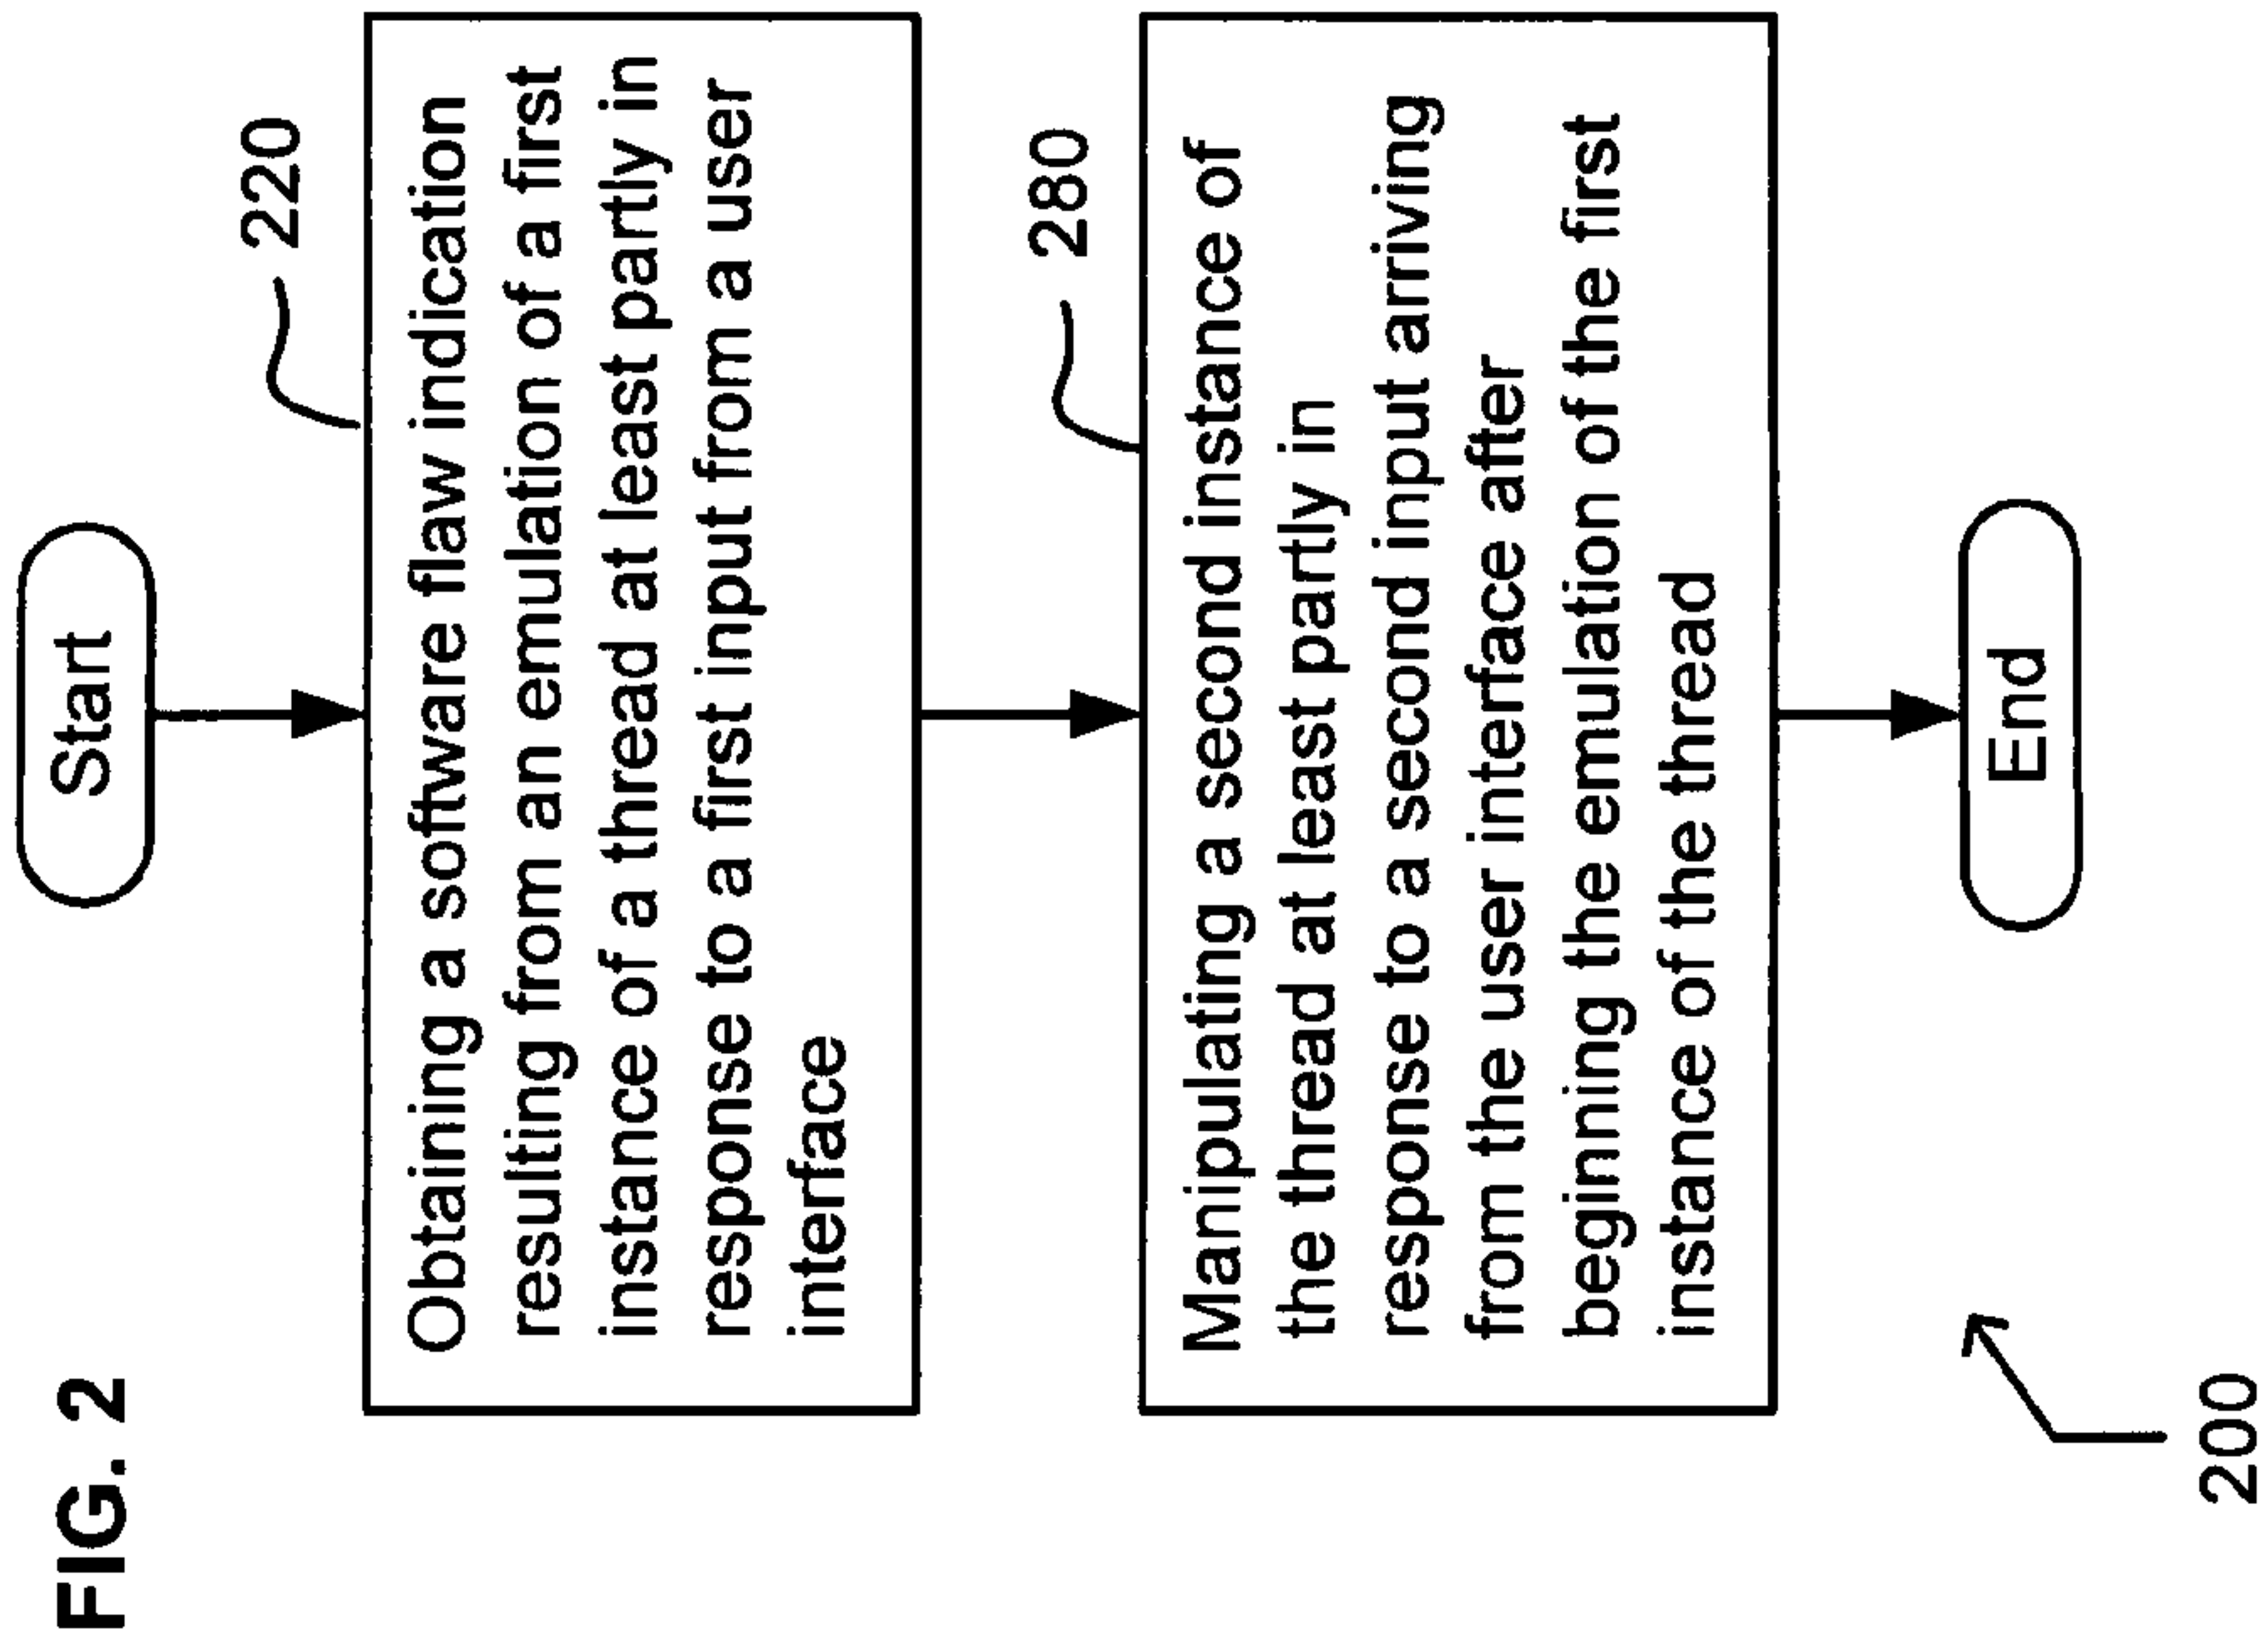 FIG. 2
Start
220
Obtaining a software flaw indication
resulting from an emulation of a first
instance of a thread at least partly in
response to a first input from a user
interface
280
Manipulating a second instance of
the thread at least partly in
response to a second input arriving
from the user interface after
beginning the emulation of the first
instance of the thread
End
200